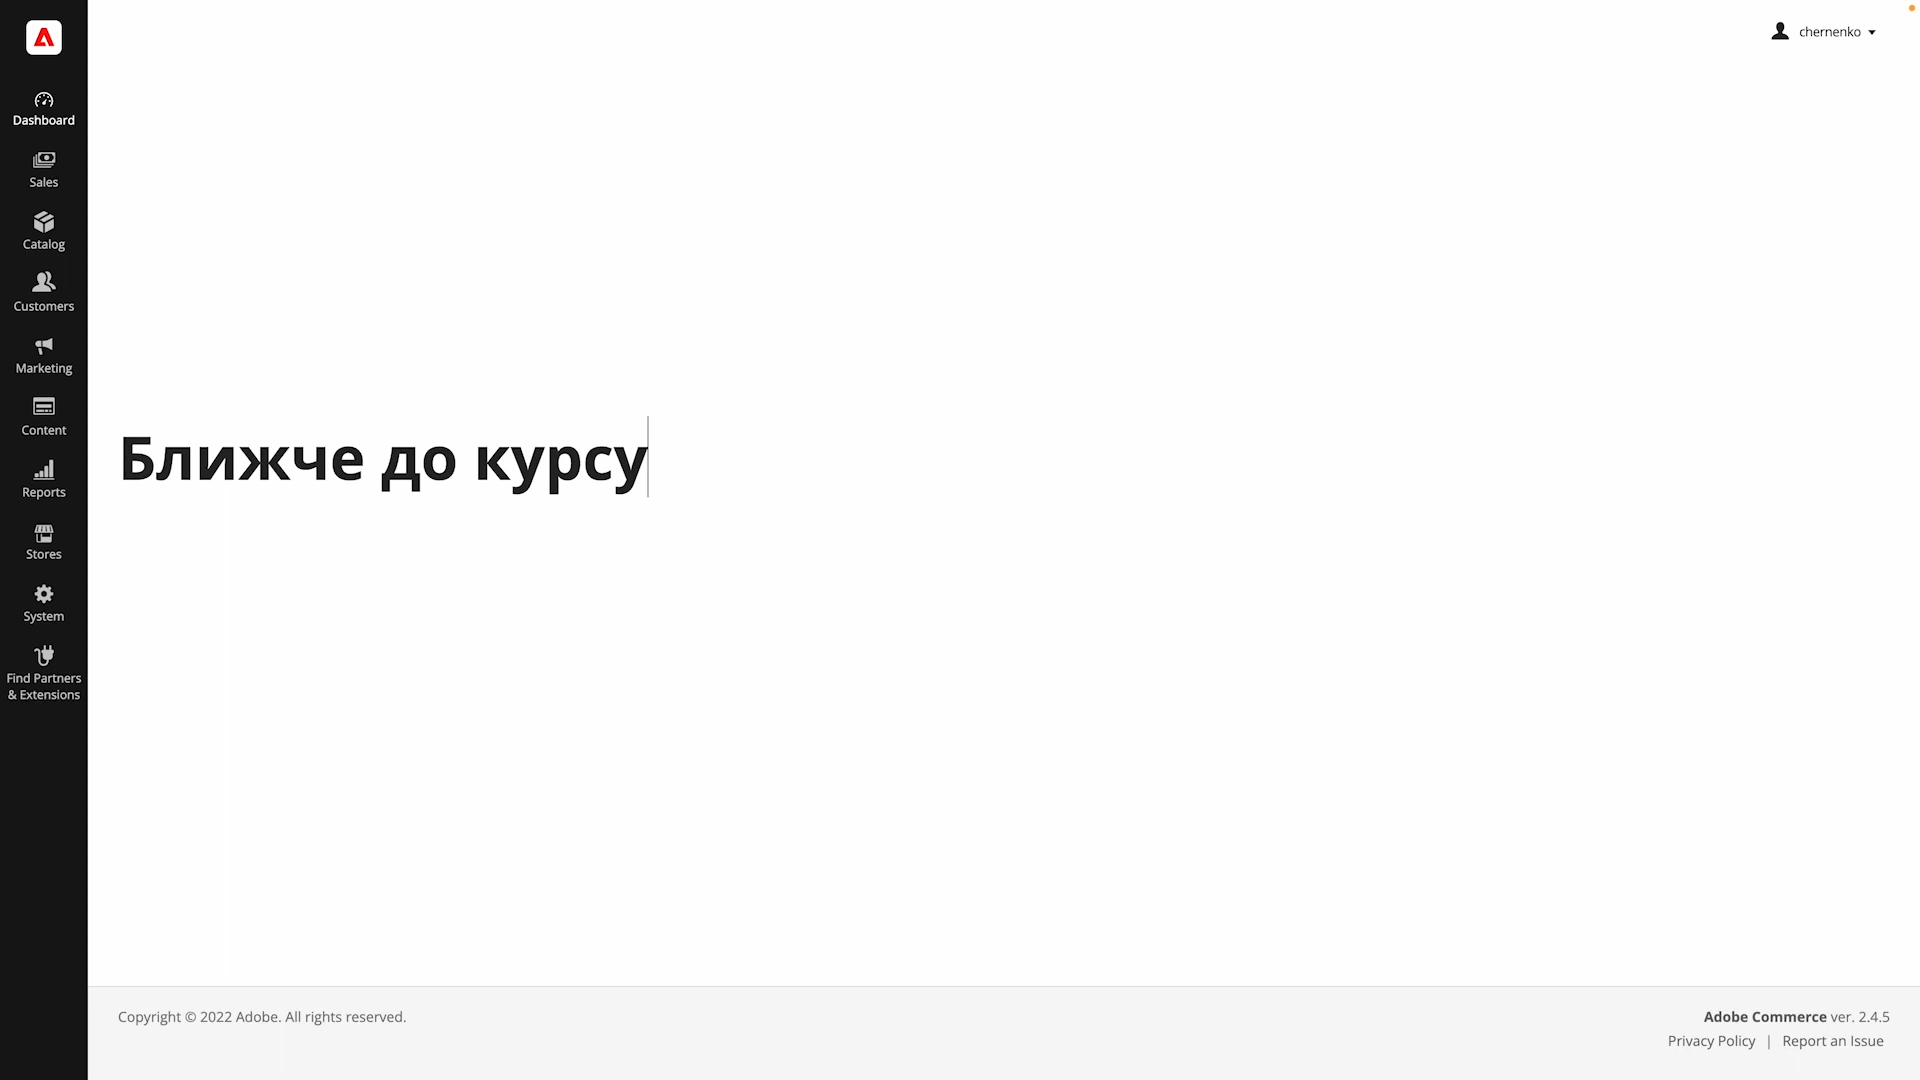 chernenko
Dashboard
Sales
Catalog
Customers
Marketing
Content
Reports
Stores
System
Find Partners
& Extensions
Ближче до курсу
Copyright © 2022 Adobe. All rights reserved.
Adobe Commerce ver. 2.4.5
Privacy Policy | Report an Issue